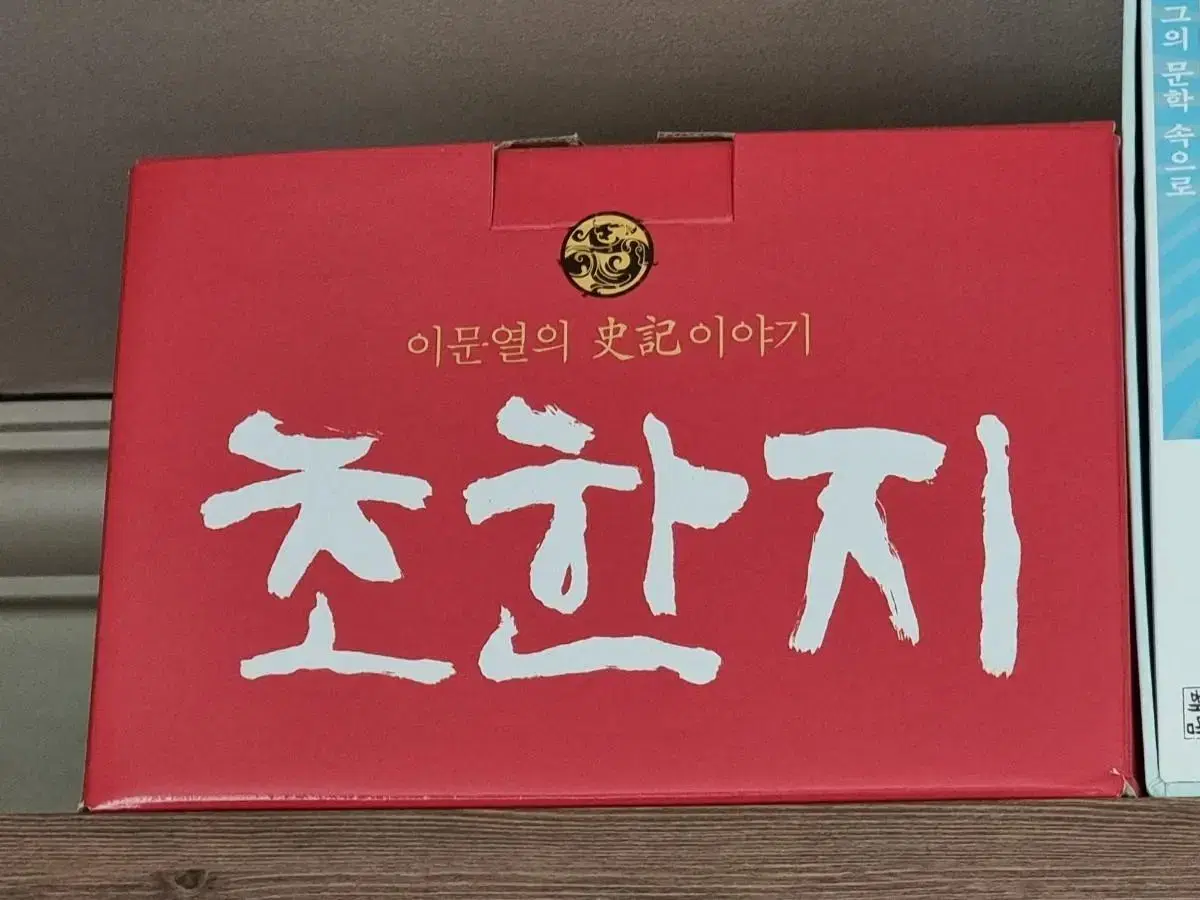 이문열의 史記이야기
초한지
그의 문학 속으로